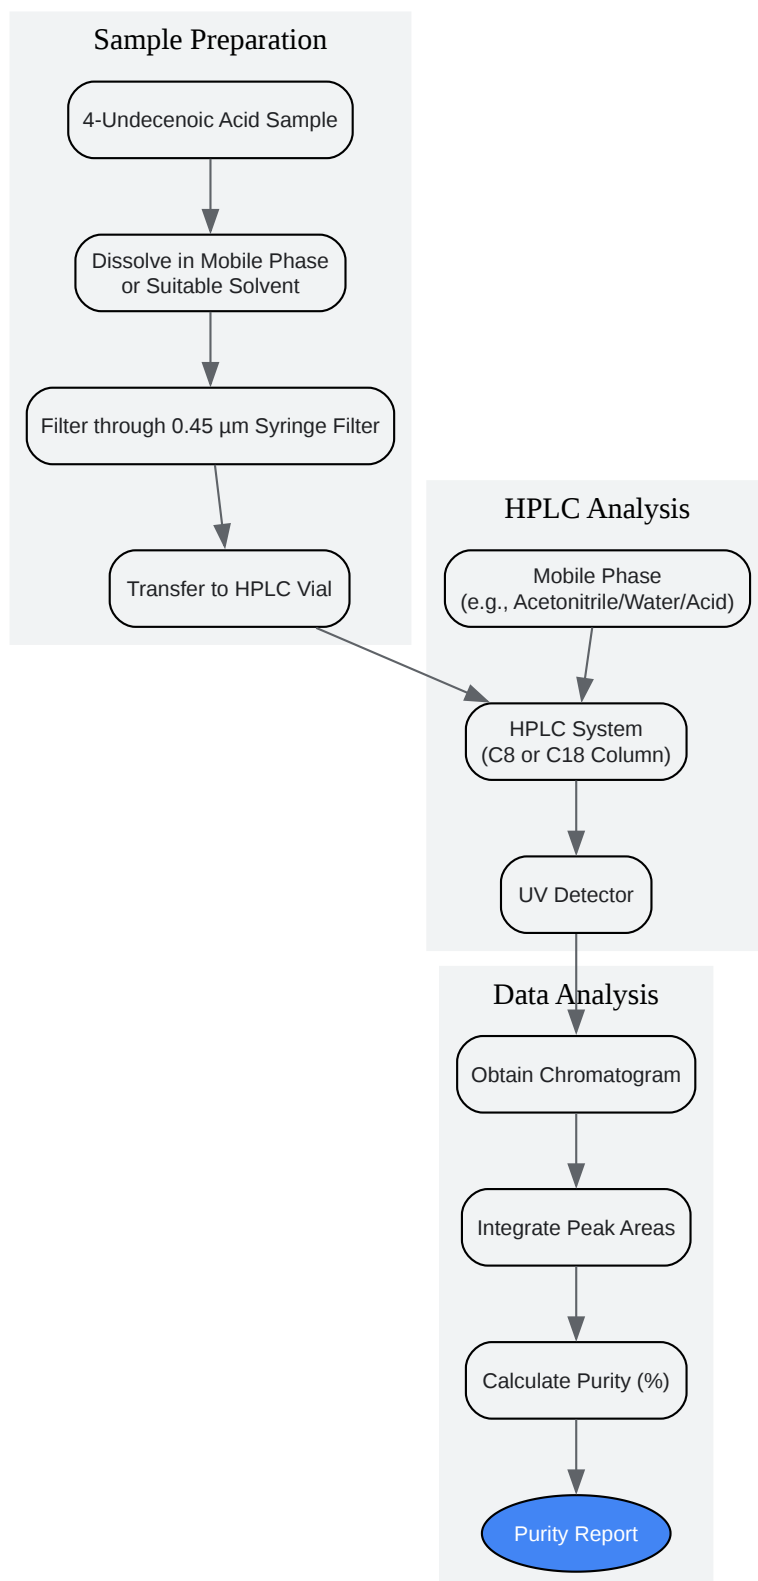 Sample Preparation
4-Undecenoic Acid Sample
Dissolve in Mobile Phase
or Suitable Solvent
Filter through 0.45 µm Syringe Filter
Transfer to HPLC Vial
HPLC Analysis
Mobile Phase
(e.g., Acetonitrile/Water/Acid)
HPLC System
(C8 or C18 Column)
UV Detector
Data Analysis
Obtain Chromatogram
Integrate Peak Areas
Calculate Purity (%)
Purity Report